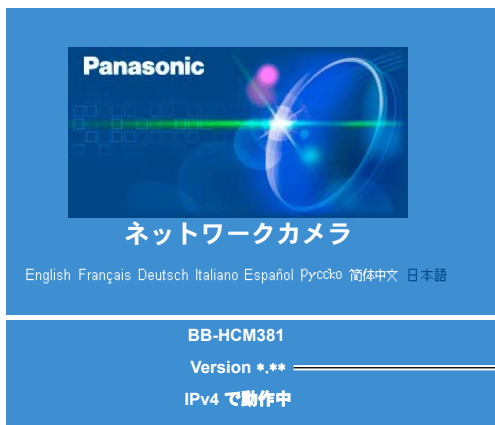 Panasonic
ネットワークカメラ
English Français Deutsch Italiano Español Русско 简体中文 日本語
BB-HCM381
Version *.**
IPv4 で動作中